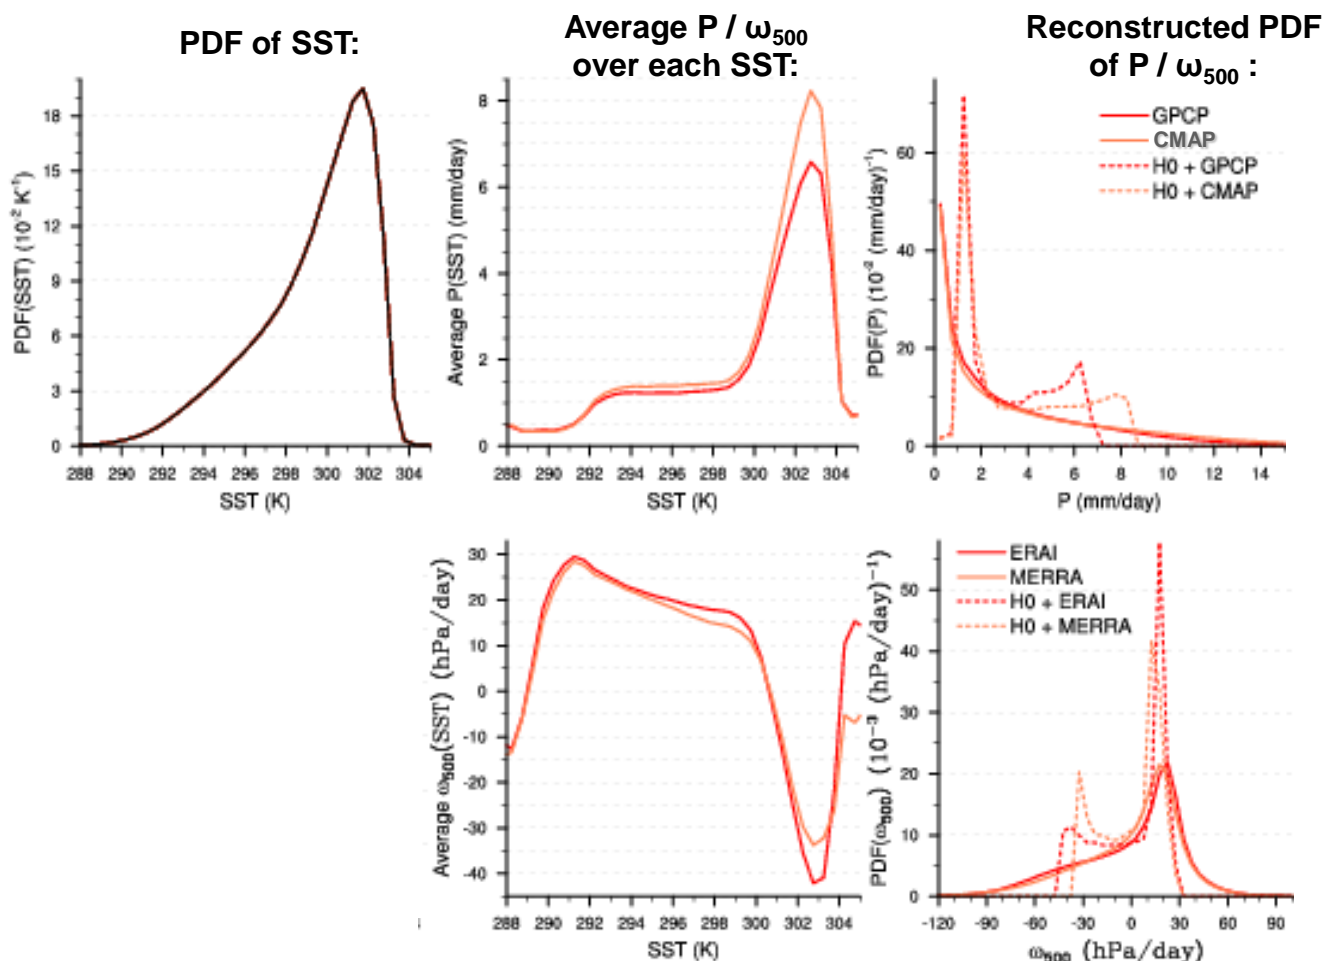 PDF of SST:
Average P / ω500
over each SST:
Reconstructed PDF
of P / ω500 :
PDF(SST) (10⁻² K⁻¹)
18
15
12
9
6
3
0
288 290 292 294 296 298 300 302 304
SST (K)
Average P(SST) (mm/day)
8
6
4
2
0
288 290 292 294 296 298 300 302 304
SST (K)
PDF(P) (10⁻² (mm/day)⁻¹)
60
40
20
0
GPCP
CMAP
H0 + GPCP
H0 + CMAP
0 2 4 6 8 10 12 14
P (mm/day)
Average ω500(SST) (hPa/day)
30
20
10
0
-10
-20
-30
-40
288 290 292 294 296 298 300 302 304
SST (K)
PDF(ω500) (10⁻³ (hPa/day)⁻¹)
50
40
30
20
10
0
ERAI
MERRA
H0 + ERAI
H0 + MERRA
-120 -90 -60 -30 0 30 60 90
ω500 (hPa/day)